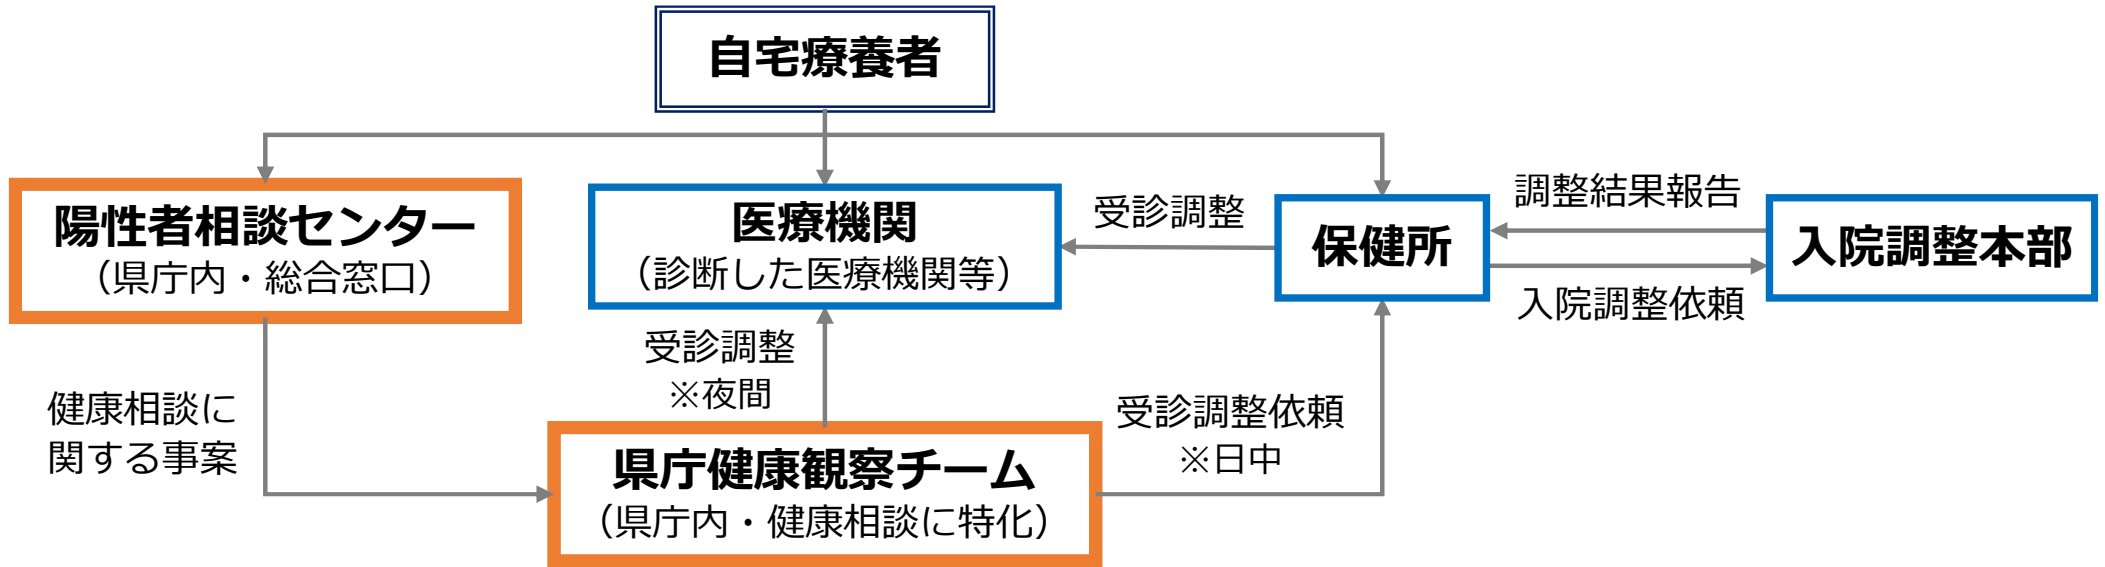 自宅療養者
陽性者相談センター
（県庁内・総合窓口）
医療機関
（診断した医療機関等）
受診調整
保健所
調整結果報告
入院調整依頼
入院調整本部
健康相談に
関する事案
受診調整
※夜間
県庁健康観察チーム
（県庁内・健康相談に特化）
受診調整依頼
※日中